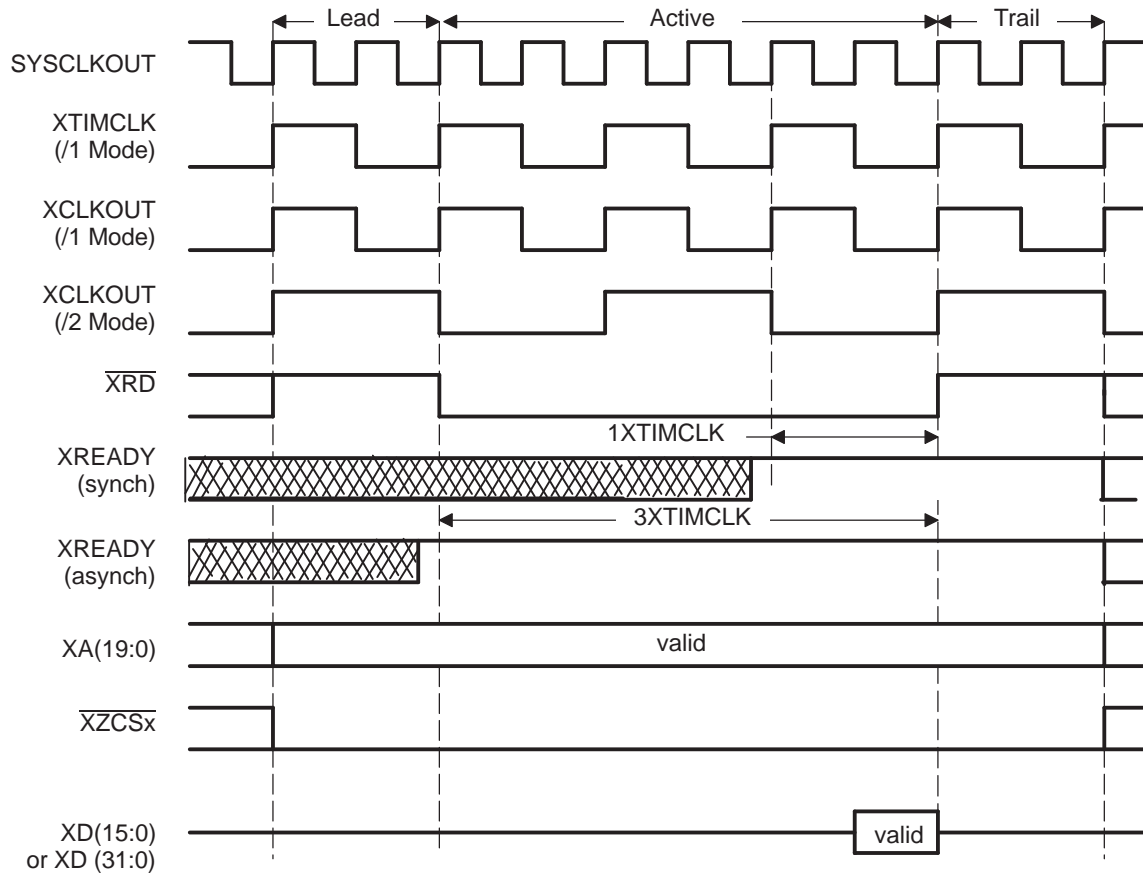 Lead
Active
Trail
SYSCLKOUT
XTIMCLK
(/1 Mode)
XCLKOUT
(/1 Mode)
XCLKOUT
(/2 Mode)
XRD
1XTIMCLK
XREADY
(synch)
3XTIMCLK
XREADY
(asynch)
XA(19:0)
valid
XZCSx
XD(15:0)
or XD (31:0)
valid